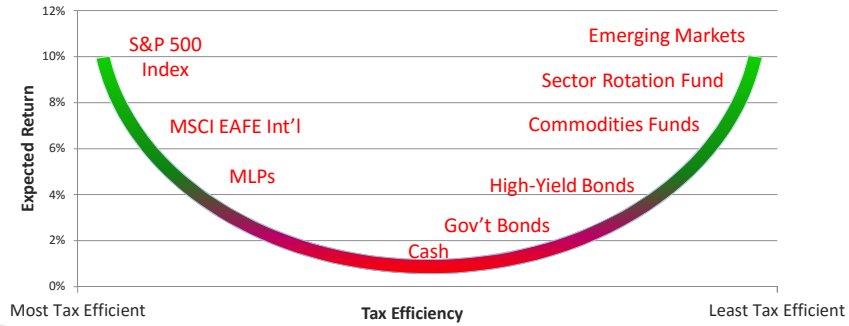 12%
10%
8%
6%
4%
2%
0%
Expected Return
S&P 500
Index
MSCI EAFE Int'l
MLPs
Cash
Gov't Bonds
High-Yield Bonds
Commodities Funds
Sector Rotation Fund
Emerging Markets
Most Tax Efficient
Tax Efficiency
Least Tax Efficient